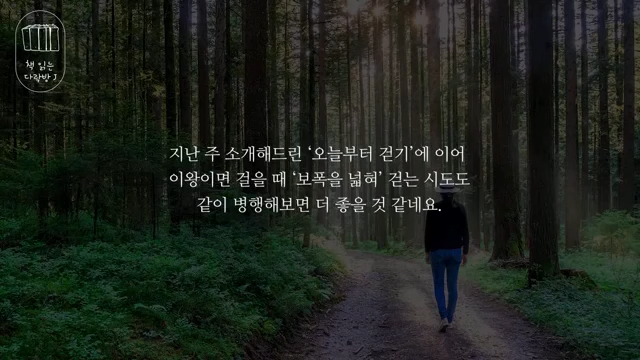 책 읽는
다락방 J
지난 주 소개해드린 ‘오늘부터 걷기’에 이어
이왕이면 걸을 때 ‘보폭을 넓혀’ 걷는 시도도
같이 병행해보면 더 좋을 것 같네요.